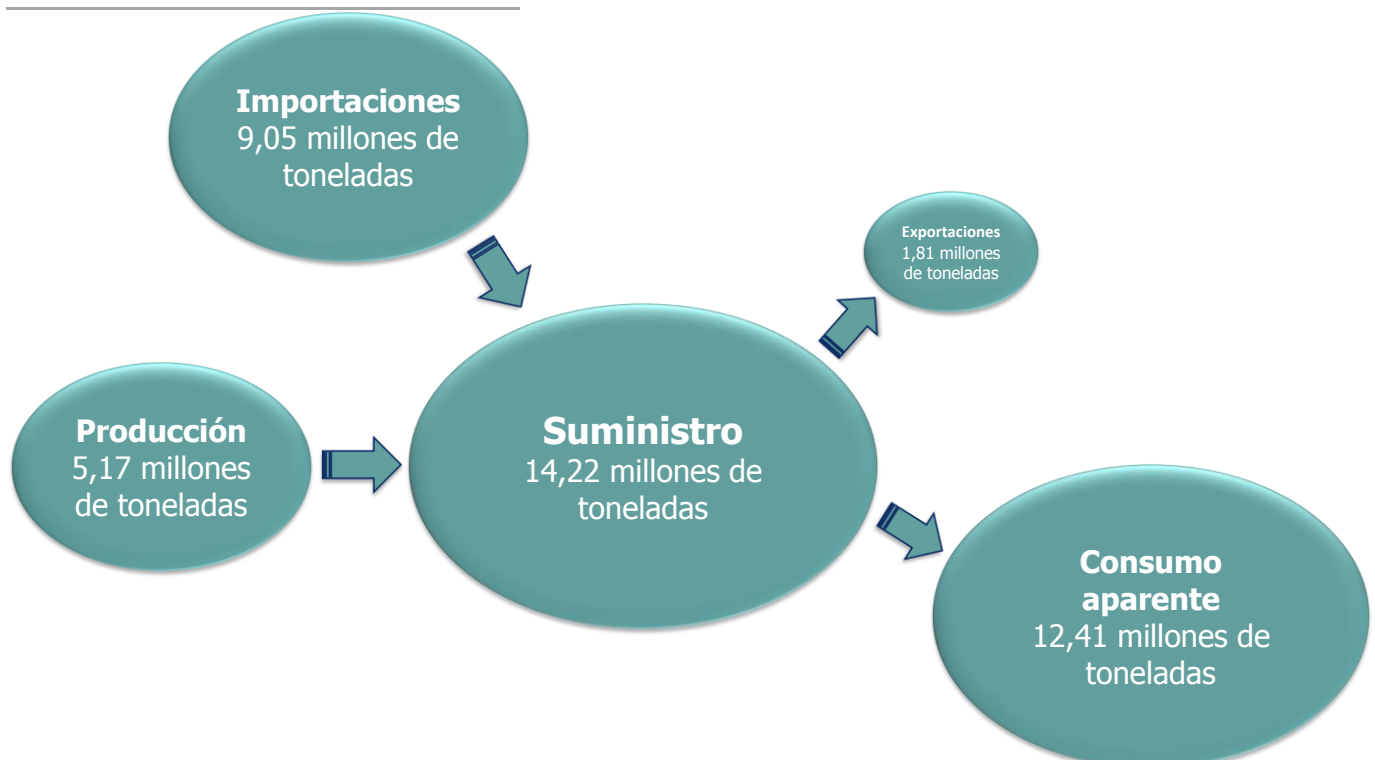 Importaciones
9,05 millones de
toneladas
Exportaciones
1,81 millones
de toneladas
Producción
5,17 millones
de toneladas
Suministro
14,22 millones de
toneladas
Consumo
aparente
12,41 millones de
toneladas